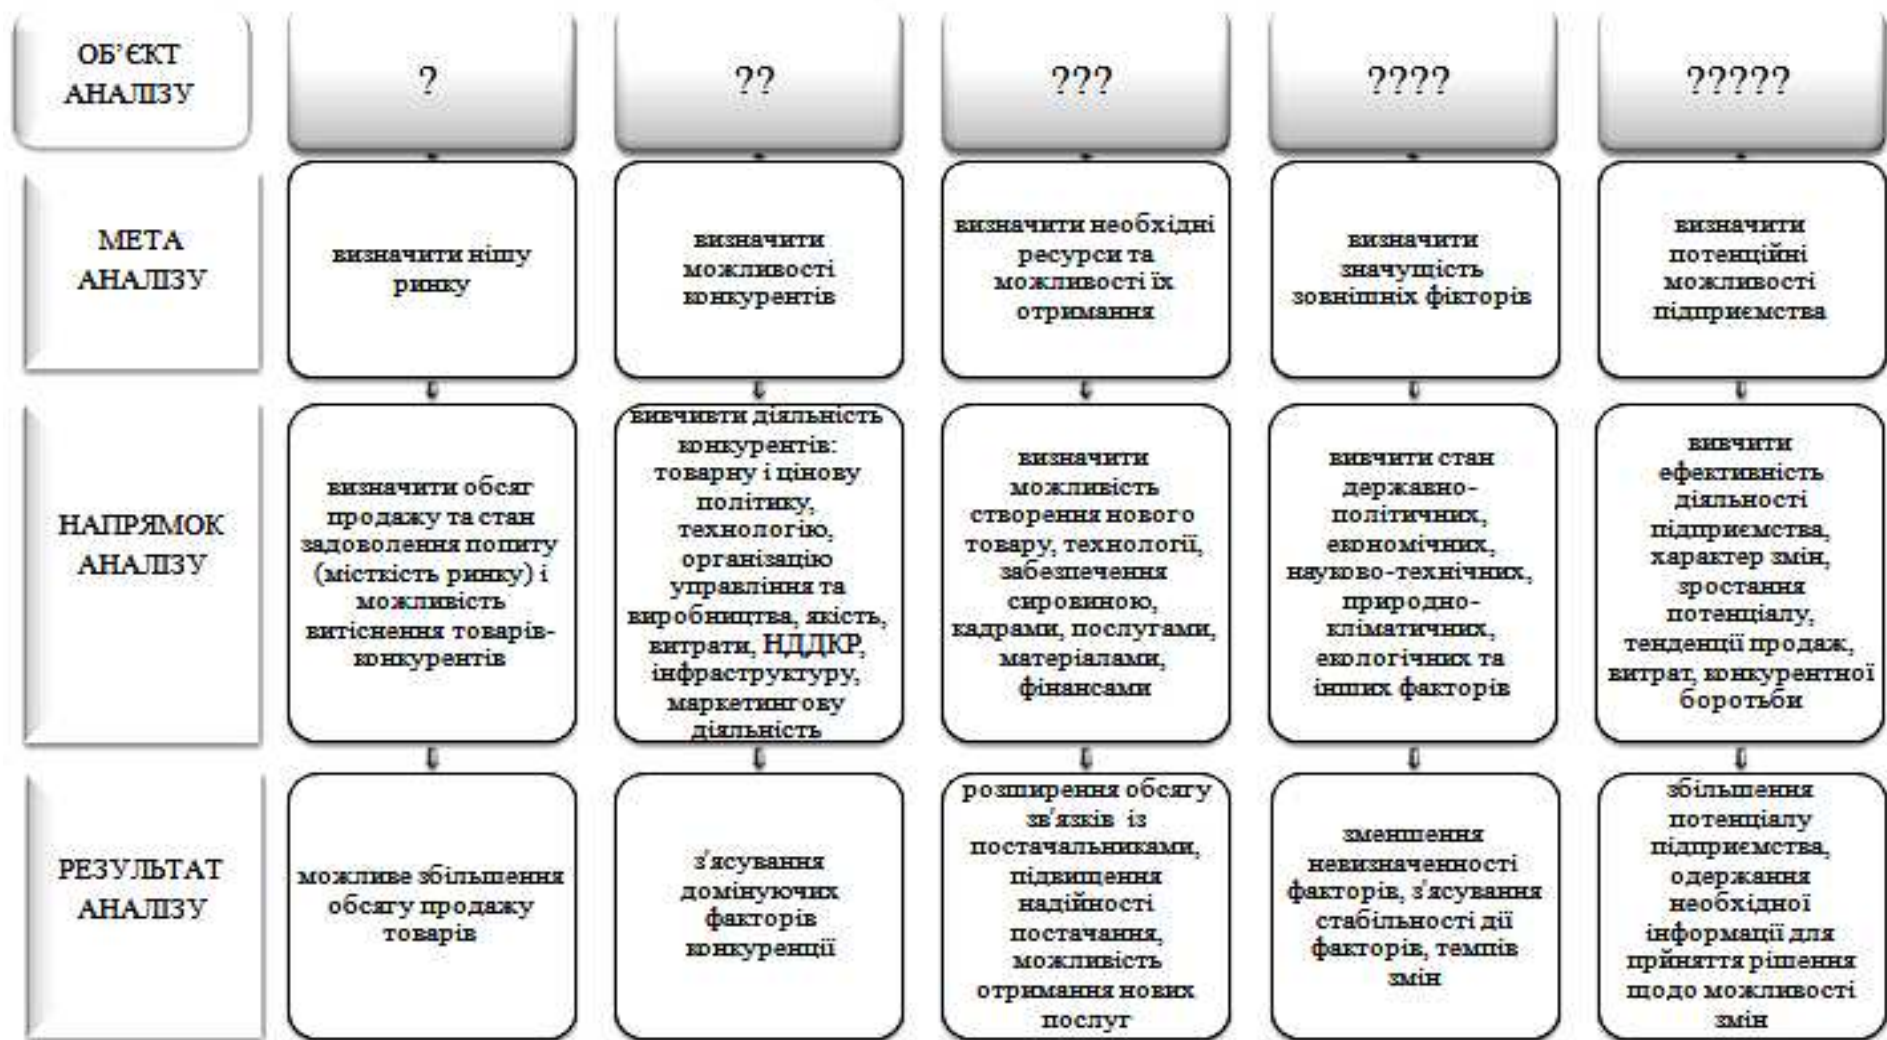 ОБ’ЄКТ
АНАЛІЗУ
?
??
???
????
?????
МЕТА
АНАЛІЗУ
визначити нішу
ринку
визначити
можливості
конкурентів
визначити необхідні
ресурси та
можливості їх
отримання
визначити
значущість
зовнішніх фікторів
визначити
потенційні
можливості
підприємства
НАПРЯМОК
АНАЛІЗУ
визначити обсяг
продажу та стан
задоволення попиту
(місткість ринку) і
можливість
витіснення товарів-
конкурентів
вивчивти діяльність
конкурентів:
товарну і цінову
політику,
технологію,
організацію
управління та
виробництва, якість,
витрати, НДДКР,
інфраструктуру,
маркетингову
діяльність
визначити
можливість
створення нового
товару, технології,
забезпечення
сировиною,
кадрами, послугами,
матеріалами,
фінансами
вивчити стан
державно-
політичних,
економічних,
науково-технічних,
природно-
кліматичних,
екологічних та
інших факторів
вивчити
ефективність
діяльності
підприємства,
характер змін,
зростання
потенціалу,
тенденції продаж,
витрат, конкурентної
боротьби
РЕЗУЛЬТАТ
АНАЛІЗУ
можливе збільшення
обсягу продажу
товарів
з'ясування
домінуючих
факторів
конкуренції
розширення обсягу
зв'язків із
постачальниками,
підвищення
надійності
постачання,
можливість
отримання нових
послуг
зменшення
невизначенності
факторів, з'ясування
стабільності дії
факторів, темпів
змін
збільшення
потенціалу
підприємства,
одержання
необхідної
інформації для
прйняття рішення
щодо можливості
змін